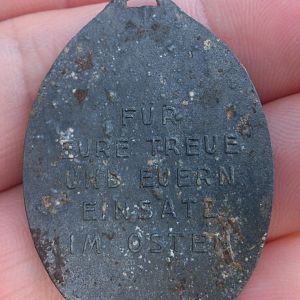 FÜR
EURE TREUE
UND EUERN
EINSATZ
IM OSTEN